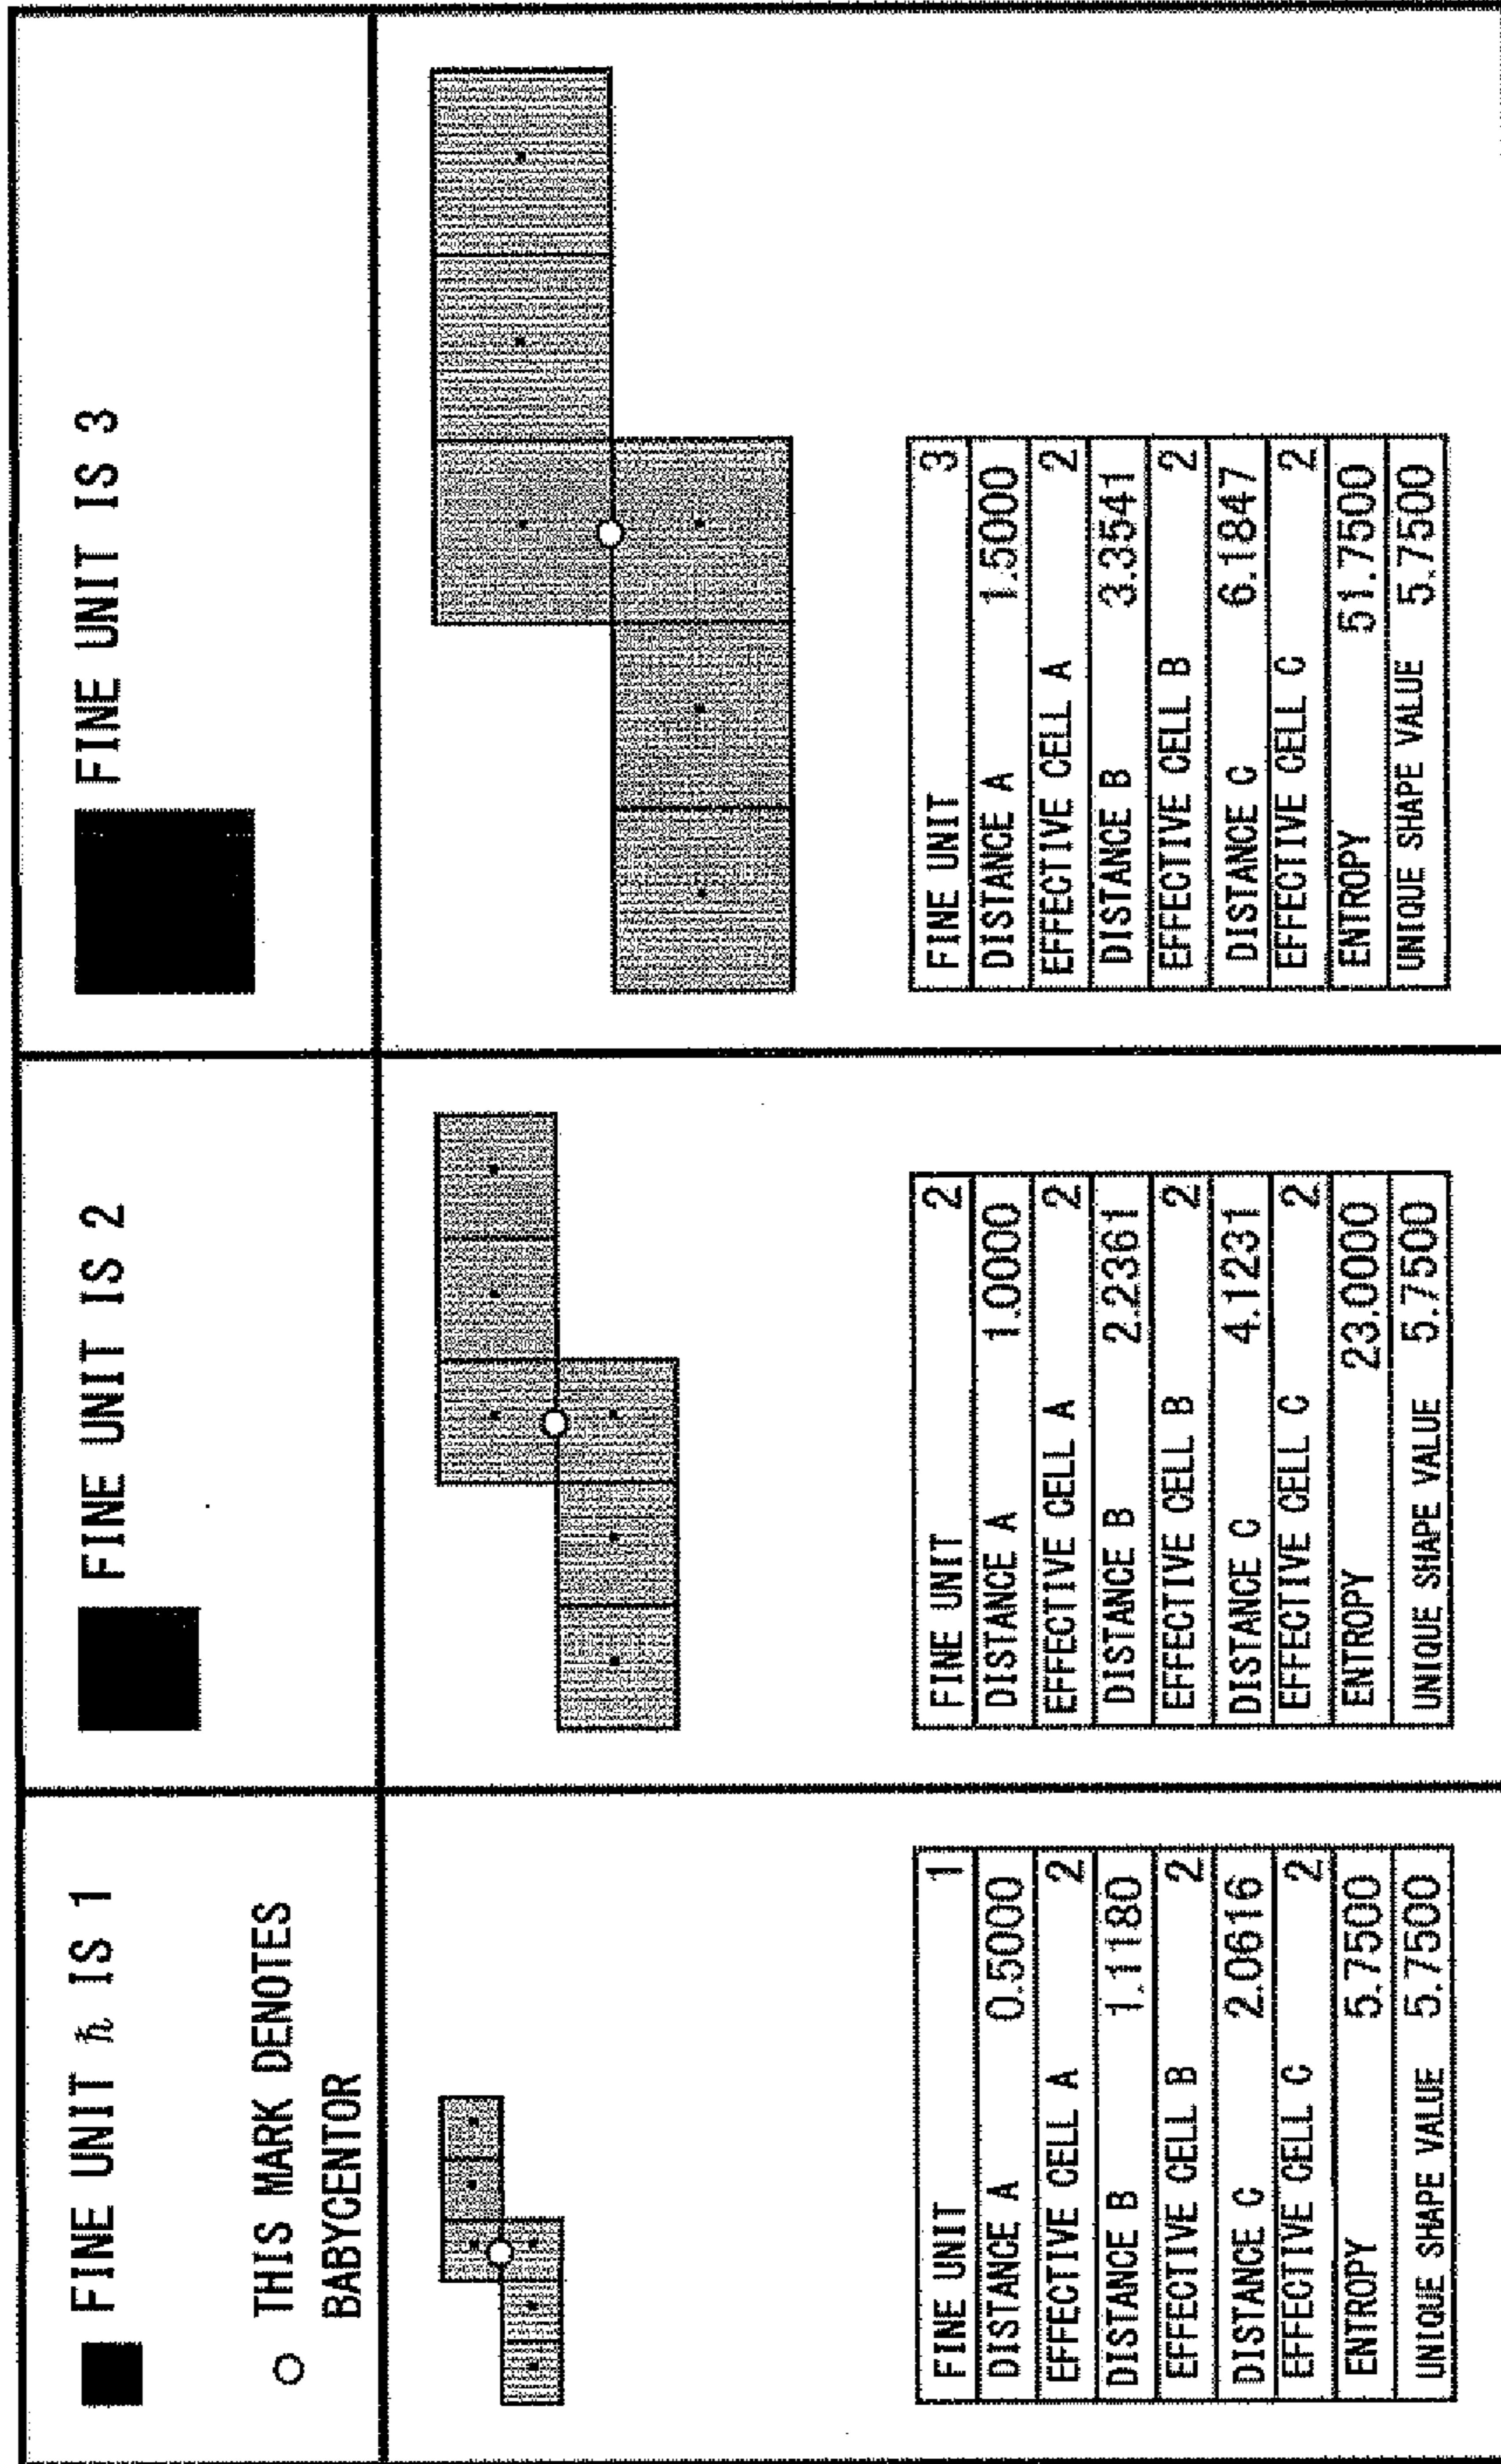 FINE UNIT ℏ IS 1
THIS MARK DENOTES
BABYCENTOR
FINE UNIT 1
DISTANCE A 0.5000
EFFECTIVE CELL A 2
DISTANCE B 1.1180
EFFECTIVE CELL B 2
DISTANCE C 2.0616
EFFECTIVE CELL C 2
ENTROPY 5.7500
UNIQUE SHAPE VALUE 5.7500
FINE UNIT IS 2
FINE UNIT 2
DISTANCE A 1.0000
EFFECTIVE CELL A 2
DISTANCE B 2.2361
EFFECTIVE CELL B 2
DISTANCE C 4.1231
EFFECTIVE CELL C 2
ENTROPY 23.0000
UNIQUE SHAPE VALUE 5.7500
FINE UNIT IS 3
FINE UNIT 3
DISTANCE A 1.5000
EFFECTIVE CELL A 2
DISTANCE B 3.3541
EFFECTIVE CELL B 2
DISTANCE C 6.1847
EFFECTIVE CELL C 2
ENTROPY 51.7500
UNIQUE SHAPE VALUE 5.7500